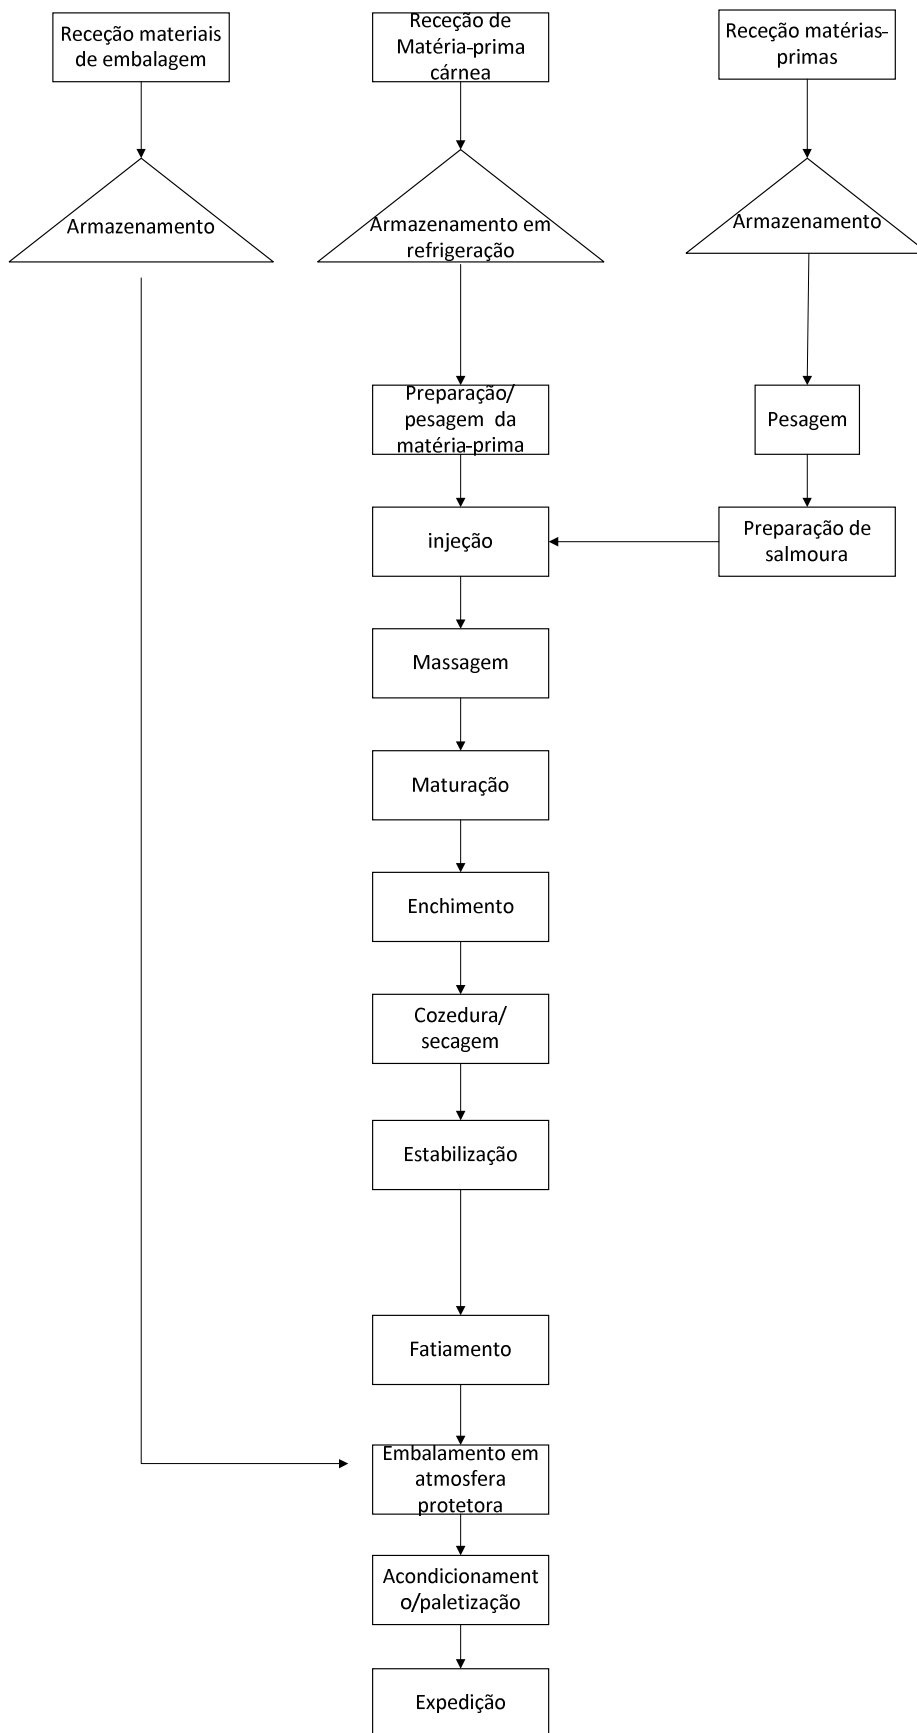 Receção materiais
de embalagem
Receção de
Matéria-prima
cárnea
Receção matérias-
primas
Armazenamento
Armazenamento em
refrigeração
Armazenamento
Preparação/
pesagem  da
matéria-prima
Pesagem
injeção
Preparação de
salmoura
Massagem
Maturação
Enchimento
Cozedura/
secagem
Estabilização
Fatiamento
Embalamento em
atmosfera
protetora
Acondicionament
o/paletização
Expedição